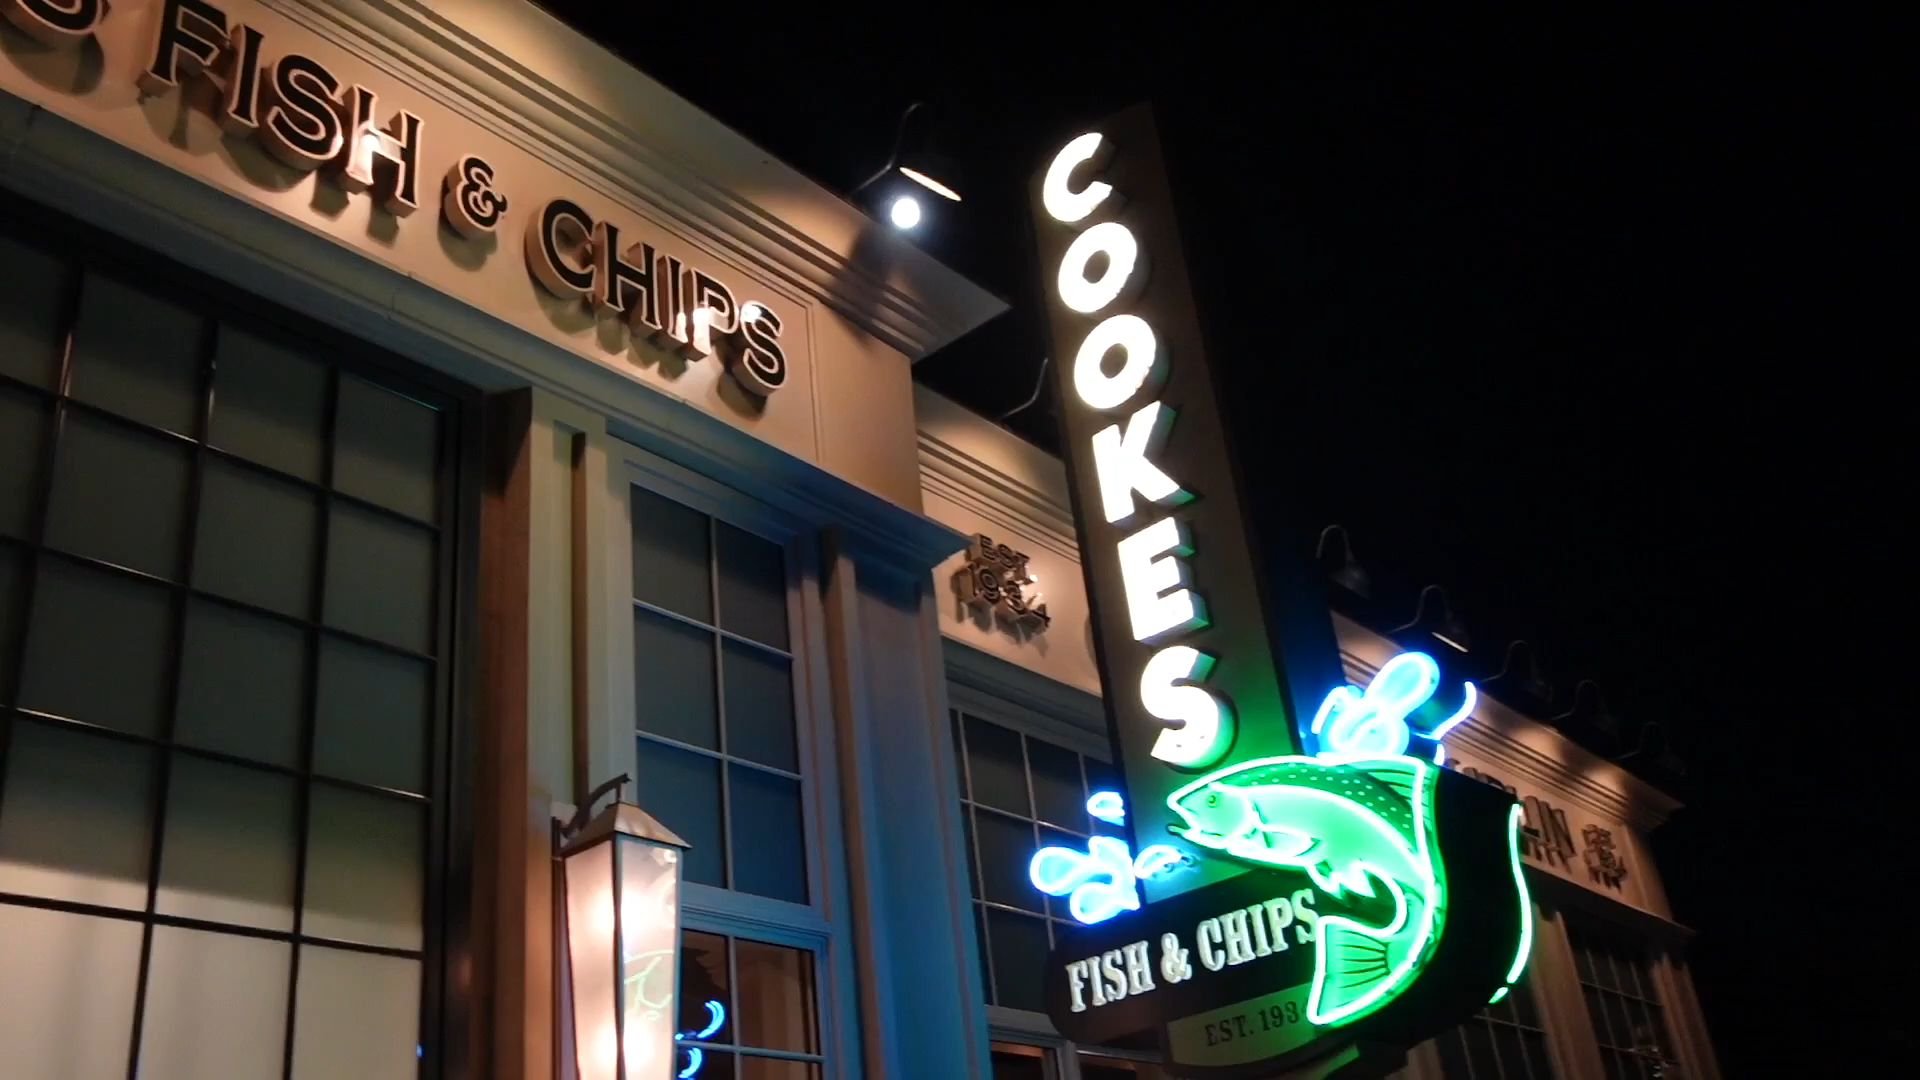 FISH & CHIPS
EST.
1934
COOKES
FISH & CHIPS
EST. 193